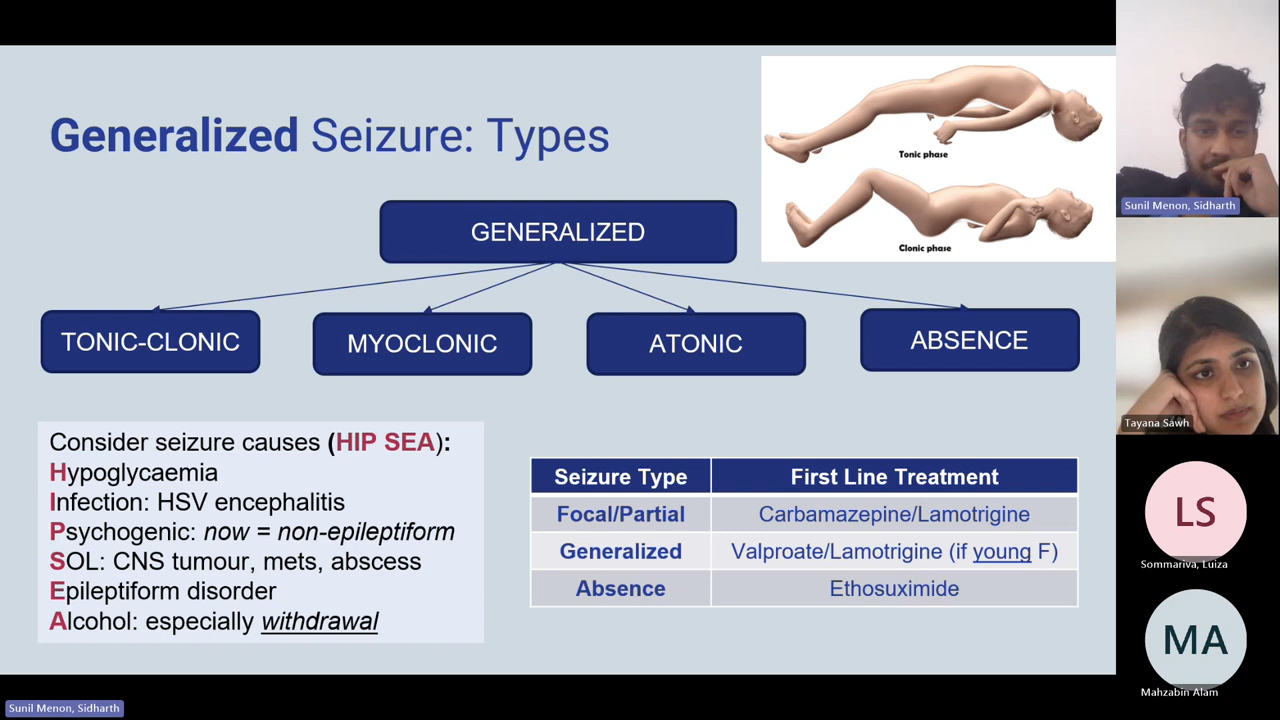 Generalized Seizure: Types
Tonic phase
Clonic phase
GENERALIZED
TONIC-CLONIC
MYOCLONIC
ATONIC
ABSENCE
Consider seizure causes (HIP SEA):
Hypoglycaemia
Infection: HSV encephalitis
Psychogenic: now = non-epileptiform
SOL: CNS tumour, mets, abscess
Epileptiform disorder
Alcohol: especially withdrawal
Seizure Type First Line Treatment
Focal/Partial Carbamazepine/Lamotrigine
Generalized Valproate/Lamotrigine (if young F)
Absence Ethosuximide
Sunil Menon, Sidharth
Tayana Sawh
LS
Sommariva, Luiza
MA
Mahzabin Alam
Sunil Menon, Sidharth